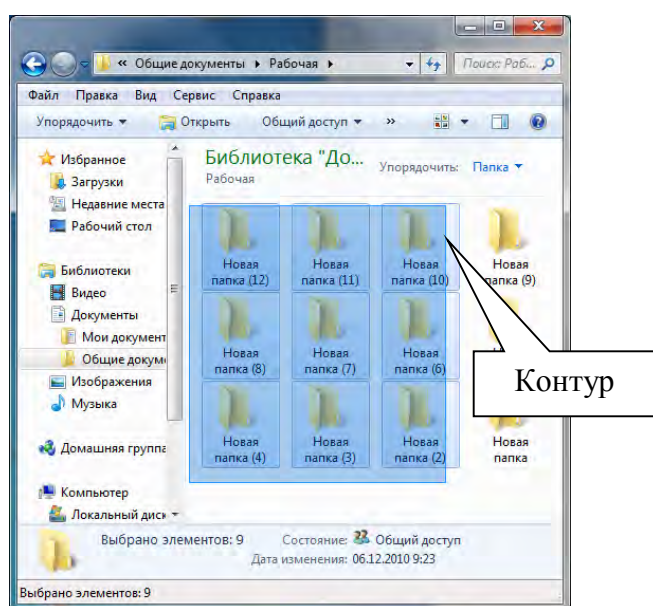 « Общие документы ▸ Рабочая ▸
Поиск: Раб...
Файл Правка Вид Сервис Справка
Упорядочить Открыть Общий доступ »
Избранное
Загрузки
Недавние места
Рабочий стол
Библиотеки
Видео
Документы
Мои документ
Общие докум
Изображения
Музыка
Домашняя группа
Компьютер
Локальный диск
Библиотека "До...
Рабочая
Упорядочить: Папка
Новая
папка (12)
Новая
папка (11)
Новая
папка (10)
Новая
папка (9)
Новая
папка (8)
Новая
папка (7)
Новая
папка (6)
Новая
папка (4)
Новая
папка (3)
Новая
папка (2)
Новая
папка
Контур
Выбрано элементов: 9 Состояние: Общий доступ
Дата изменения: 06.12.2010 9:23
Выбрано элементов: 9